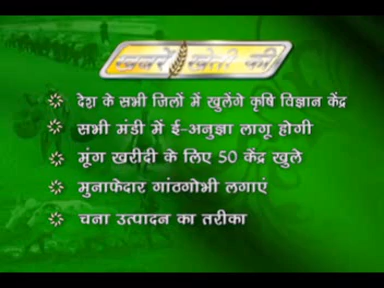 खबरें खेती की
देश के सभी जिलों में खुलेंगे कृषि विज्ञान केंद्र
सभी मंडी में ई-अनुज्ञा लागू होगी
मूंग खरीदी के लिए 50 केंद्र खुले
मुनाफेदार गांठगोभी लगाएं
चना उत्पादन का तरीका